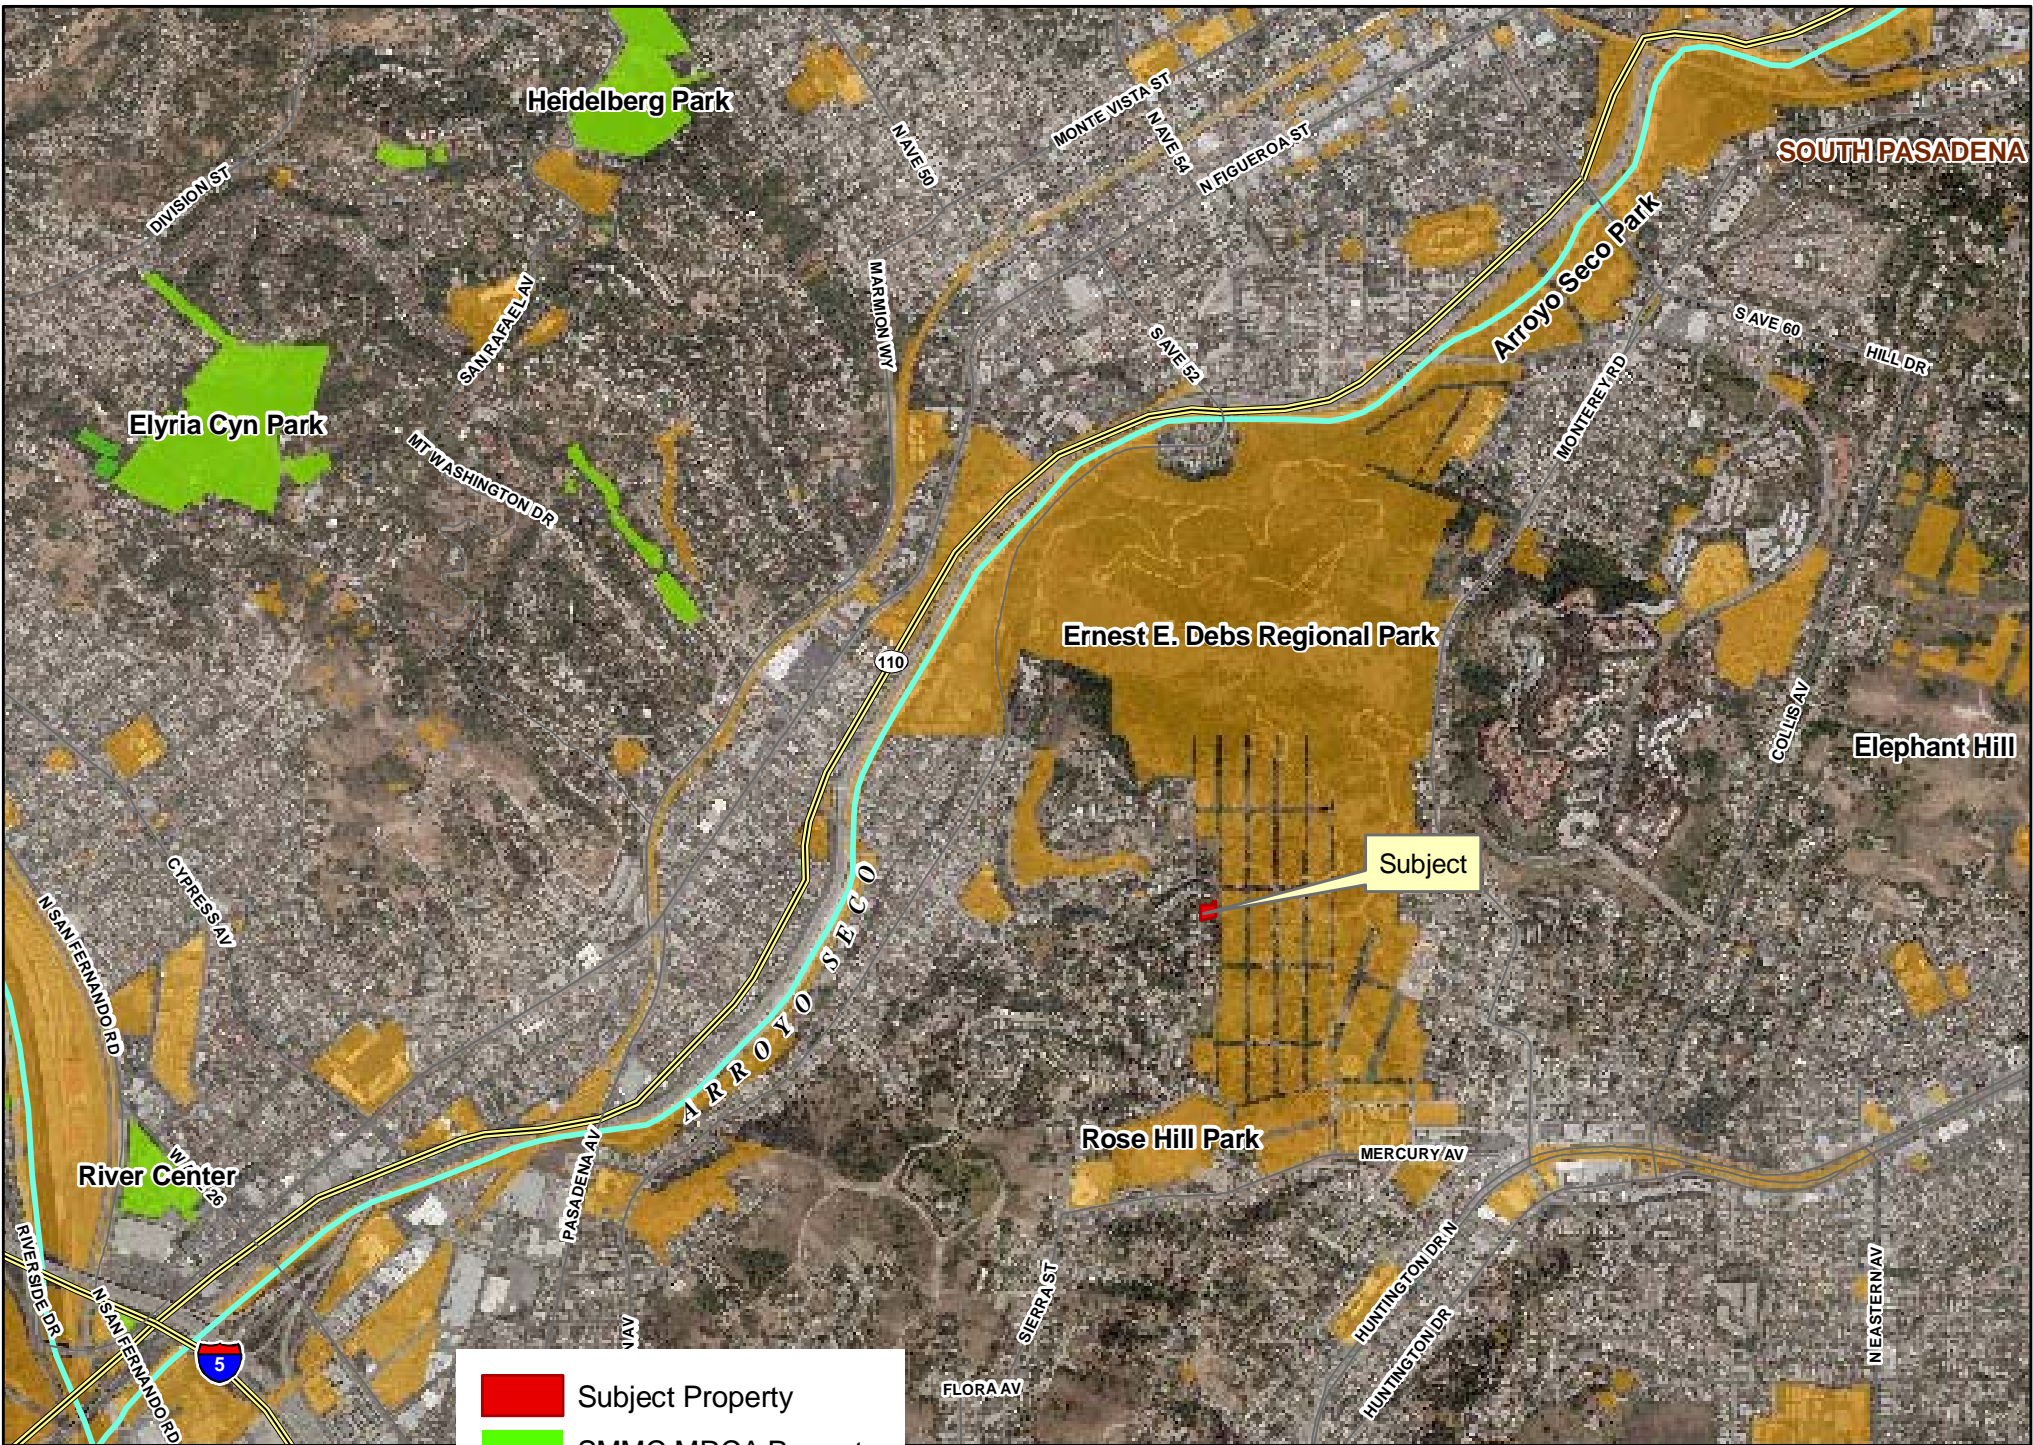 Heidelberg Park
MONTE VISTA ST
N AVE 54
N AVE 50
N FIGUEROA ST
SOUTH PASADENA
DIVISION ST
Arroyo Seco Park
SAN RAFAEL AV
MARMION WY
S AVE 52
S AVE 60
HILL DR
MONTEREY RD
Elyria Cyn Park
MT WASHINGTON DR
Ernest E. Debs Regional Park
110
COLLIS AV
Elephant Hill
Subject
CYPRESS AV
N SAN FERNANDO RD
ARROYO SECO
Rose Hill Park
MERCURY AV
River Center
26
PASADENA AV
RIVERSIDE DR
N SAN FERNANDO RD
5
SIERRA ST
HUNTINGTON DR N
HUNTINGTON DR
N EASTERN AV
FLORA AV
Subject Property